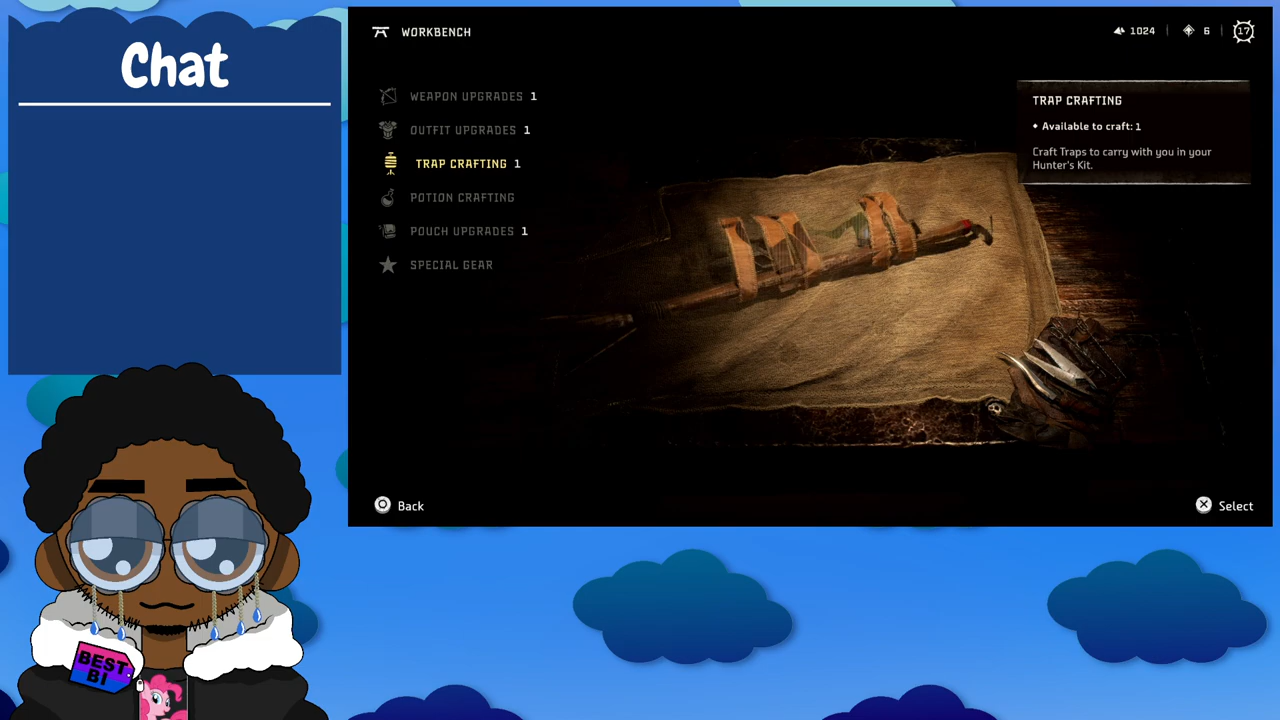 Chat
WORKBENCH
1024
6
17
WEAPON UPGRADES 1
OUTFIT UPGRADES 1
TRAP CRAFTING 1
POTION CRAFTING
POUCH UPGRADES 1
SPECIAL GEAR
TRAP CRAFTING
Available to craft: 1
Craft Traps to carry with you in your
Hunter's Kit.
Back
Select
BEST
BI